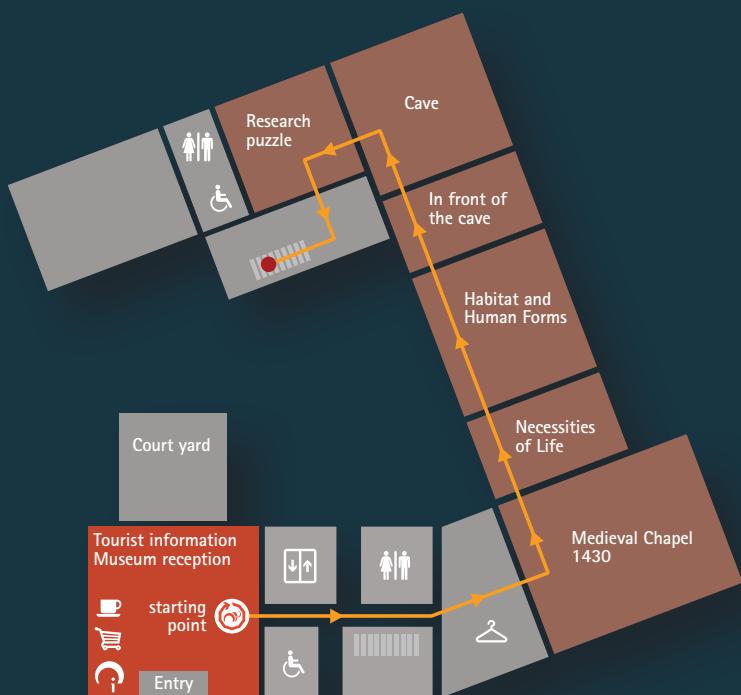 Cave
Research
puzzle
In front of
the cave
Habitat and
Human Forms
Necessities
of Life
Court yard
Medieval Chapel
1430
Tourist information
Museum reception
starting
point
i
Entry